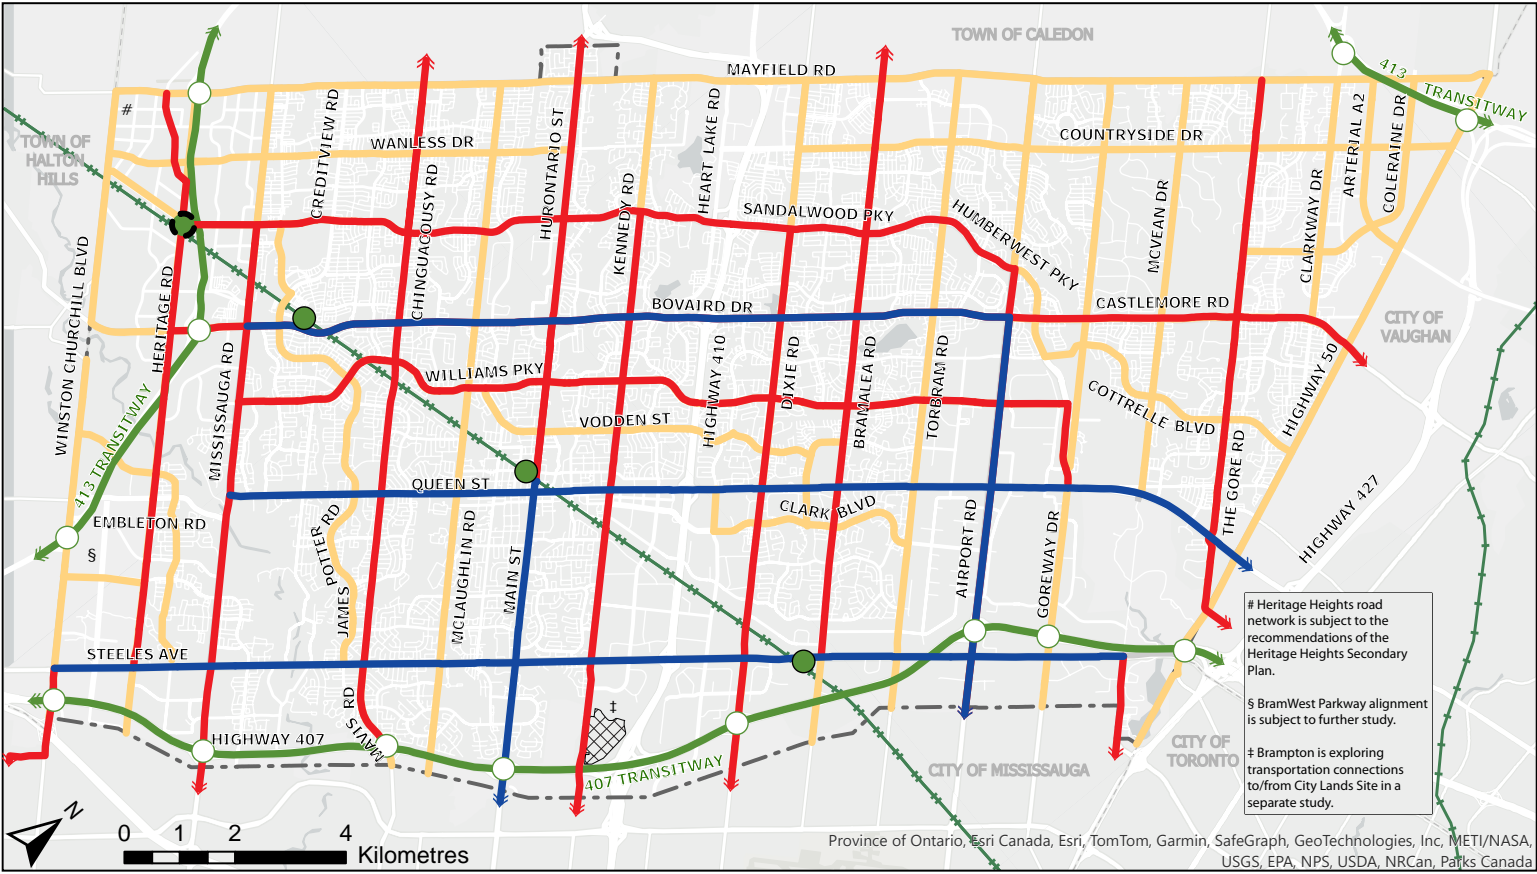 TOWN OF CALEDON
MAYFIELD RD
413
TRANSITWAY
#
TOWN OF
HALTON
HILLS
WANLESS DR
COUNTRYSIDE DR
CREDITVIEW RD
CHINGUACOUSY RD
HURONTARIO ST
KENNEDY RD
HEART LAKE RD
SANDALWOOD PKY
HUMBERWEST PKY
MCVEAN DR
CLARKWAY DR
ARTERIAL A2
COLERAINE DR
WINSTON CHURCHILL BLVD
HERITAGE RD
MISSISSAUGA RD
BOVAIRD DR
CASTLEMORE RD
CITY OF
VAUGHAN
WILLIAMS PKY
HIGHWAY 410
DIXIE RD
BRAMALEA RD
TORBRAM RD
HIGHWAY 50
413 TRANSITWAY
VODDEN ST
COTTRELLE BLVD
QUEEN ST
CLARK BLVD
THE GORE RD
HIGHWAY 427
EMBLETON RD
§
JAMES POTTER RD
MCLAUGHLIN RD
MAIN ST
AIRPORT RD
GOREWAY DR
STEELES AVE
MAVIS RD
HIGHWAY 407
‡
407 TRANSITWAY
CITY OF MISSISSAUGA
CITY OF
TORONTO
# Heritage Heights road
network is subject to the
recommendations of the
Heritage Heights Secondary
Plan.
§ BramWest Parkway alignment
is subject to further study.
‡ Brampton is exploring
transportation connections
to/from City Lands Site in a
separate study.
N
0 1 2 4
Kilometres
Province of Ontario, Esri Canada, Esri, TomTom, Garmin, SafeGraph, GeoTechnologies, Inc, METI/NASA,
USGS, EPA, NPS, USDA, NRCan, Parks Canada